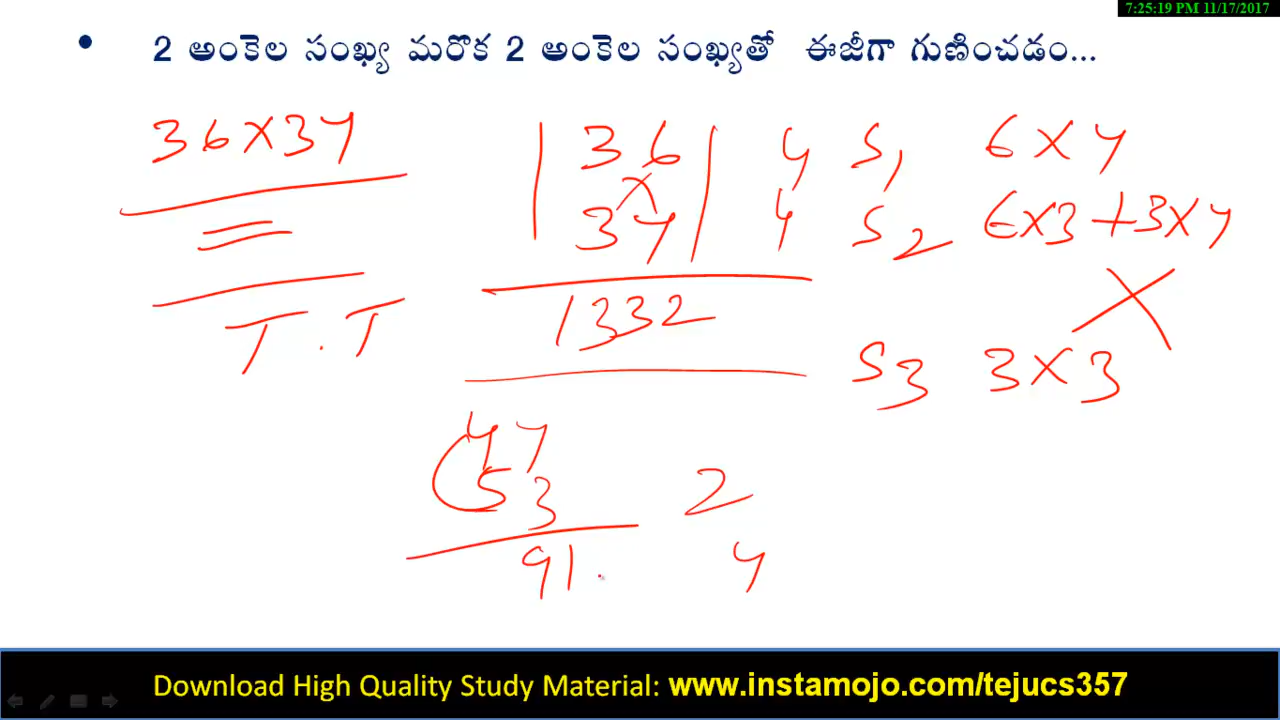 7:25:19 PM 11/17/2017
• 2 అంకెల సంఖ్య మరొక 2 అంకెల సంఖ్యతో ఈజీగా గుణించడం...
36 x 37
=
T.T
36 4
x
37 4
1332
S1 6 x 7
S2 6 x 3 + 3 x 7
X
S3 3 x 3
47
53 2
91 4
Download High Quality Study Material: www.instamojo.com/tejucs357